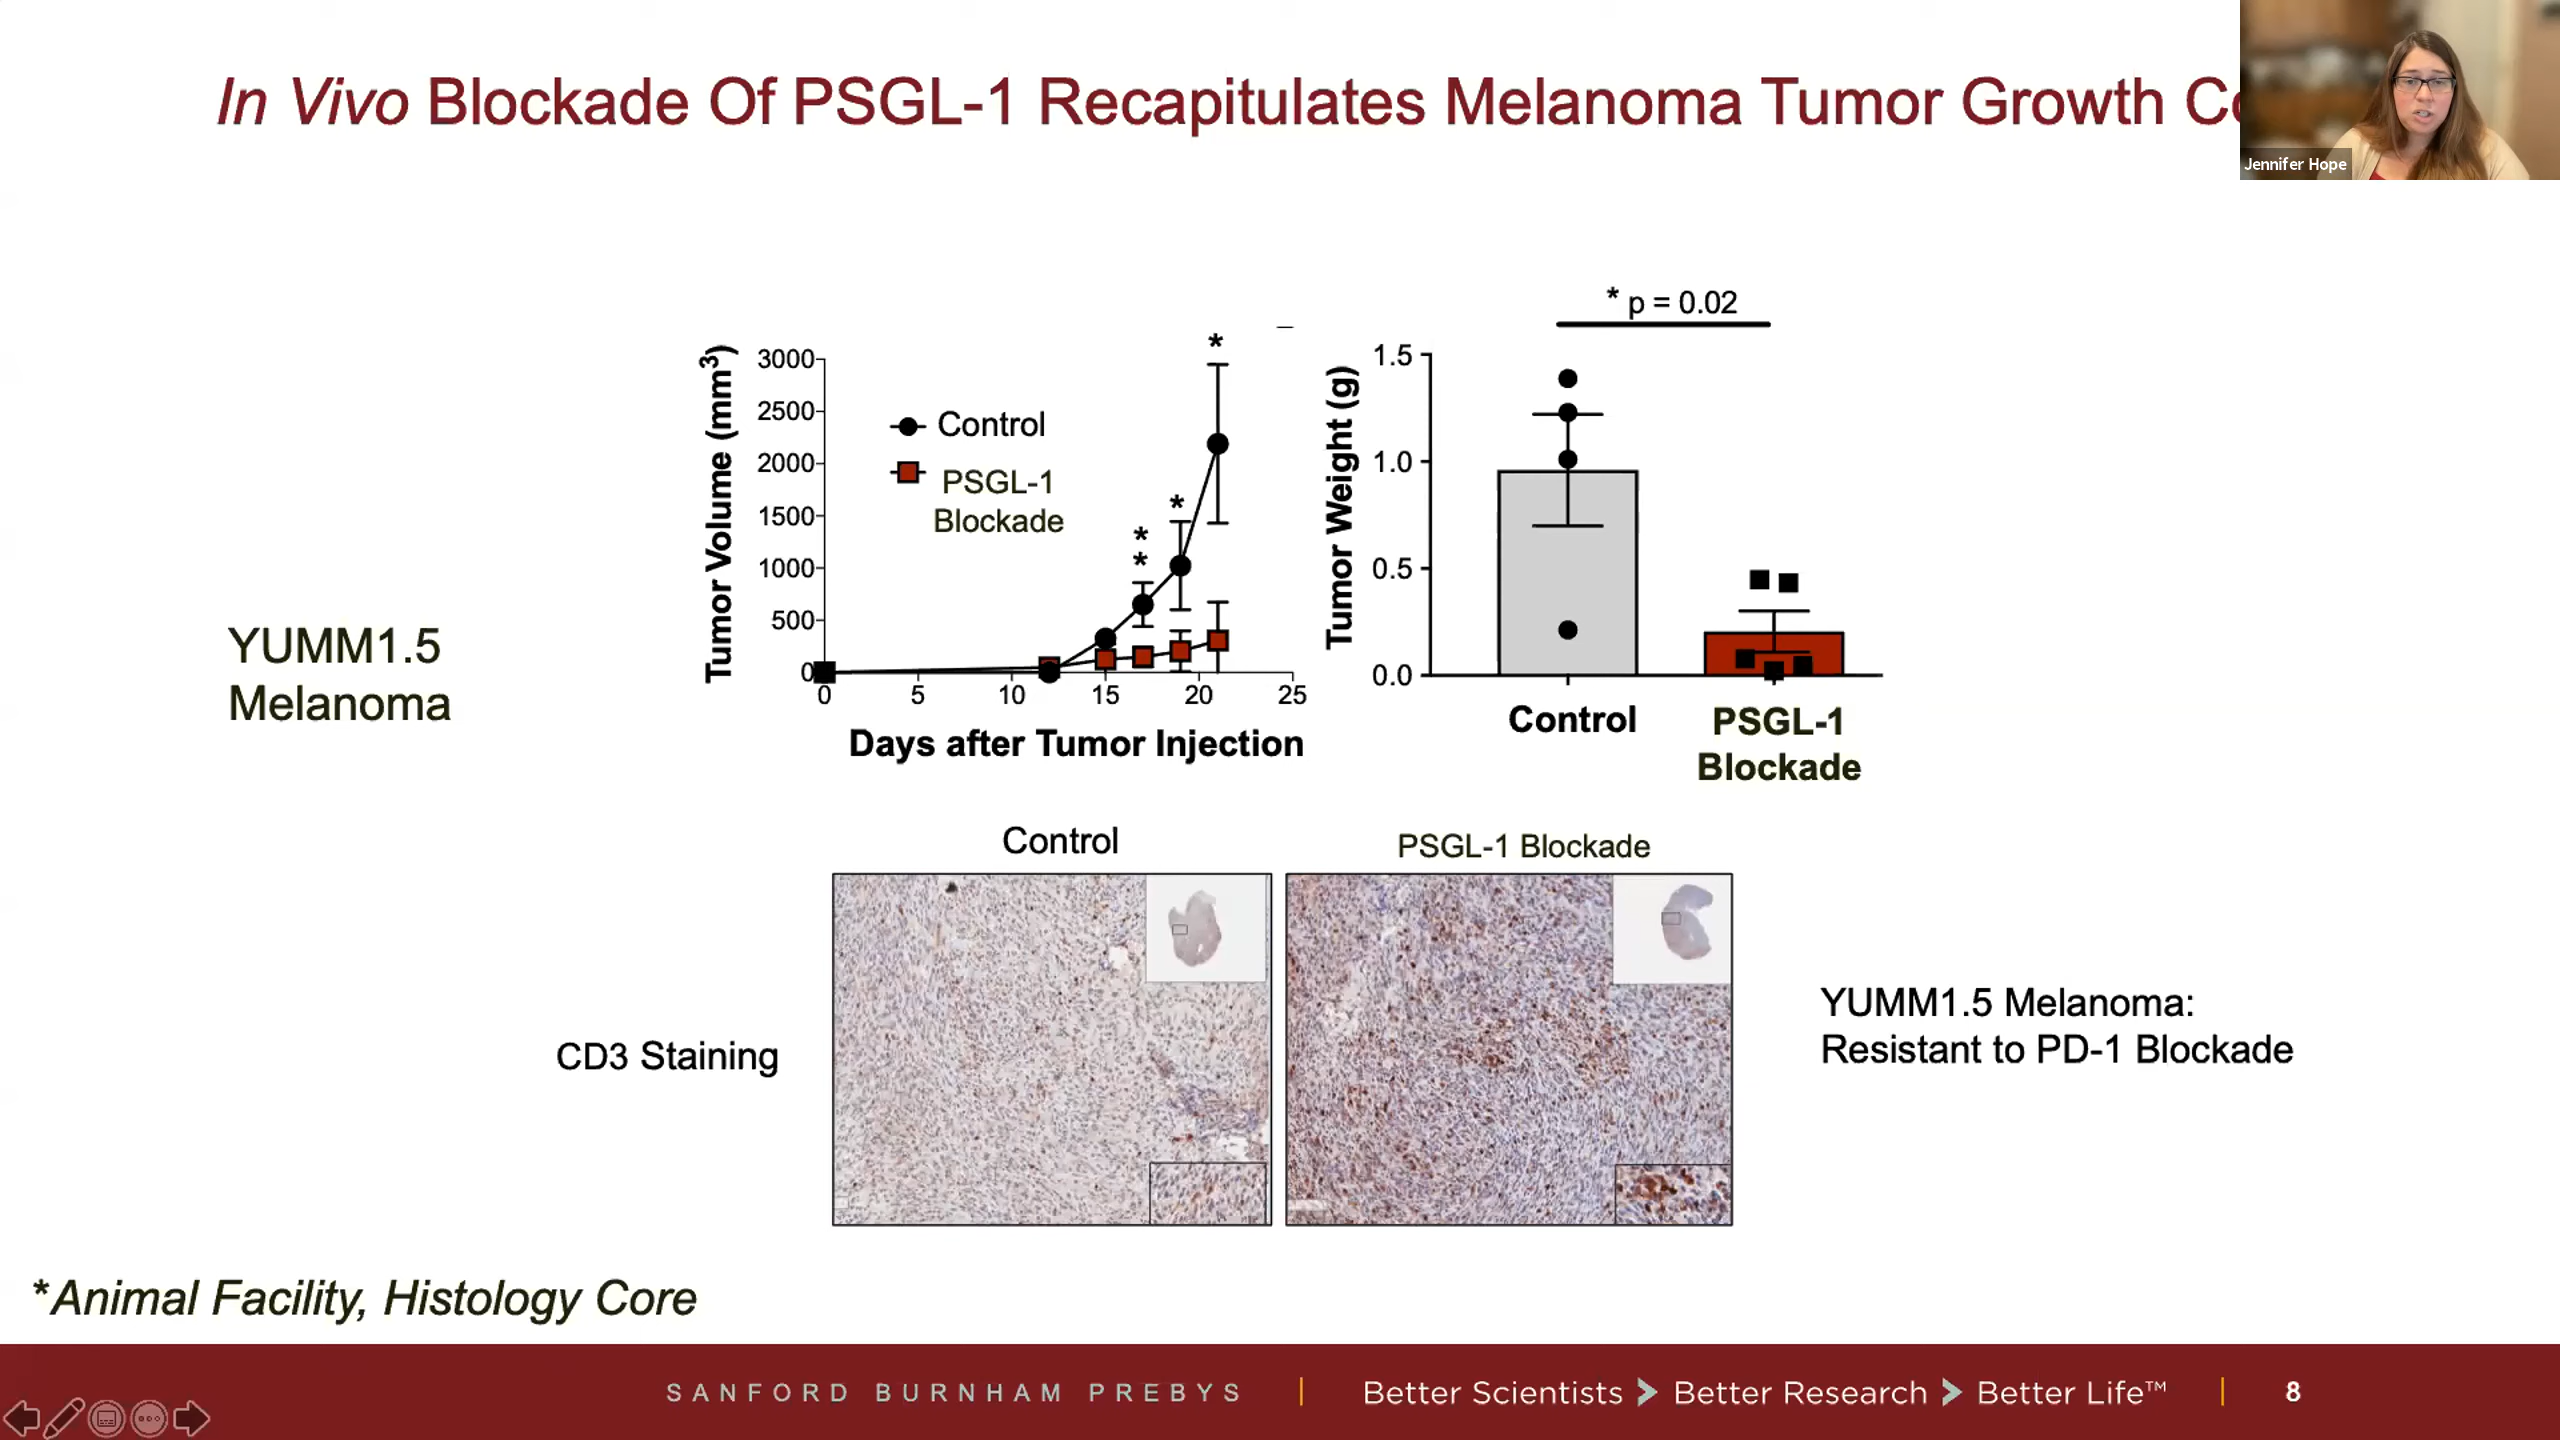 In Vivo Blockade Of PSGL-1 Recapitulates Melanoma Tumor Growth
Jennifer Hope
YUMM1.5
Melanoma
Tumor Volume (mm³)
3000
2500
2000
1500
1000
500
0
Control
PSGL-1
Blockade
*
*
*
*
0 5 10 15 20 25
Days after Tumor Injection
* p = 0.02
Tumor Weight (g)
1.5
1.0
0.5
0.0
Control
PSGL-1
Blockade
Control
PSGL-1 Blockade
CD3 Staining
YUMM1.5 Melanoma:
Resistant to PD-1 Blockade
*Animal Facility, Histology Core
SANFORD BURNHAM PREBYS | Better Scientists > Better Research > Better Life™ | 8